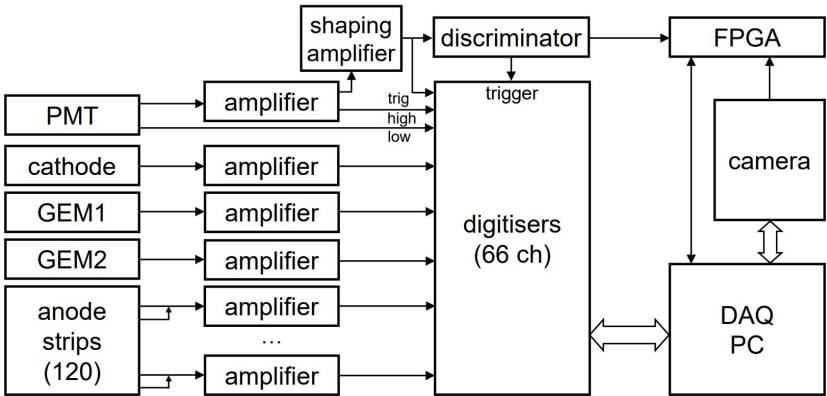 shaping
amplifier
discriminator
FPGA
amplifier
trigger
trig
PMT
high
low
camera
cathode
amplifier
GEM1
amplifier
digitisers
(66 ch)
GEM2
amplifier
anode
strips
(120)
amplifier
...
amplifier
DAQ
PC